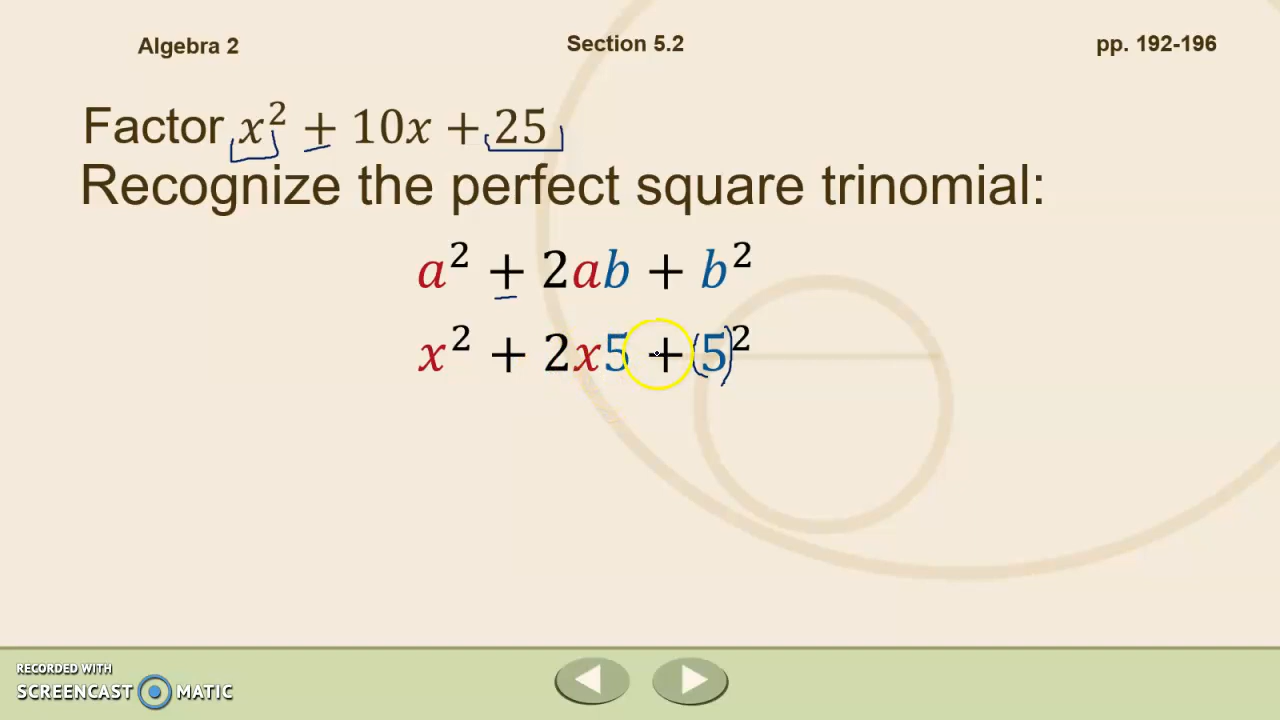 Algebra 2 Section 5.2 pp. 192-196
Factor x² + 10x + 25
Recognize the perfect square trinomial:
a² + 2ab + b²
x² + 2x5 + (5)²
RECORDED WITH
SCREENCAST MATIC